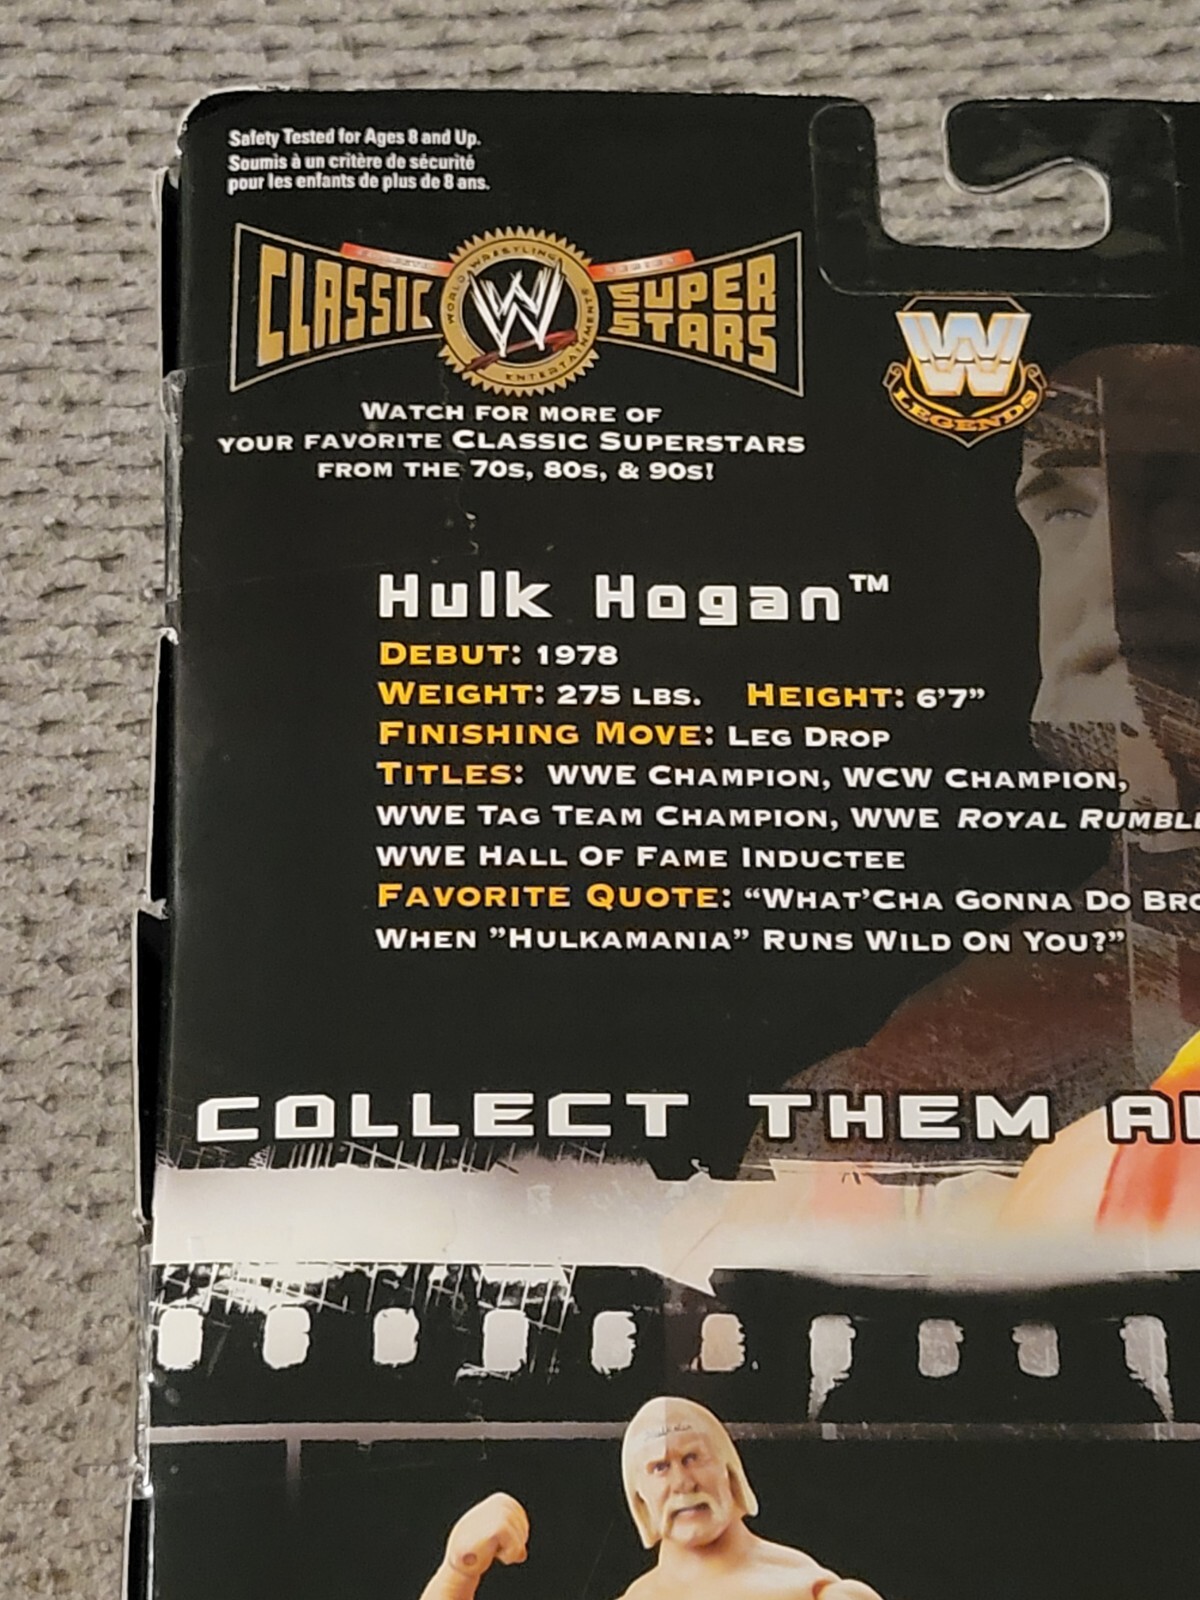 Safety Tested for Ages 8 and Up.
Soumis à un critère de sécurité
pour les enfants de plus de 8 ans.
CLASSIC SUPER STARS
WORLD WRESTLING ENTERTAINMENT
W
LEGENDS
WATCH FOR MORE OF
YOUR FAVORITE CLASSIC SUPERSTARS
FROM THE 70s, 80s, & 90s!
Hulk Hogan™
DEBUT: 1978
WEIGHT: 275 LBS. HEIGHT: 6'7”
FINISHING MOVE: LEG DROP
TITLES: WWE CHAMPION, WCW CHAMPION,
WWE TAG TEAM CHAMPION, WWE ROYAL RUMBL
WWE HALL OF FAME INDUCTEE
FAVORITE QUOTE: “WHAT'CHA GONNA DO BRO
WHEN ”HULKAMANIA” RUNS WILD ON YOU?”
COLLECT THEM AL